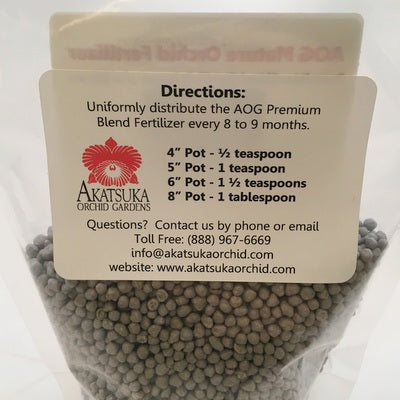 AOG Mature Orchid Fertilizer
Directions:
Uniformly distribute the AOG Premium
Blend Fertilizer every 8 to 9 months.
4” Pot - ½ teaspoon
5” Pot - 1 teaspoon
6” Pot - 1 ½ teaspoons
8” Pot - 1 tablespoon
AKATSUKA
ORCHID GARDENS
Questions? Contact us by phone or email
Toll Free: (888) 967-6669
info@akatsukaorchid.com
website: www.akatsukaorchid.com